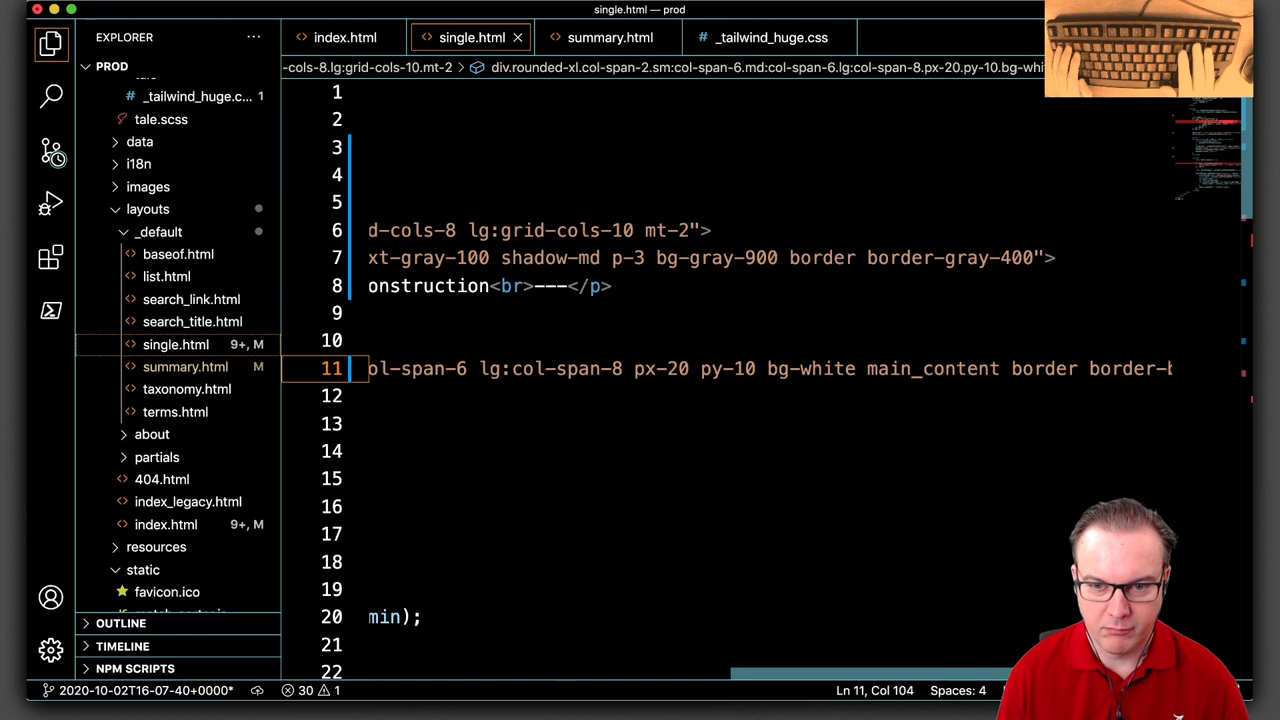 single.html — prod
EXPLORER
index.html
single.html
summary.html
# _tailwind_huge.css
-cols-8.lg:grid-cols-10.mt-2 > div.rounded-xl.col-span-2.sm:col-span-6.md:col-span-6.lg:col-span-8.px-20.py-10.bg-wh
PROD
# _tailwind_huge.c... 1
tale.scss
data
i18n
images
layouts
_default
baseof.html
list.html
search_link.html
search_title.html
single.html 9+, M
summary.html M
taxonomy.html
terms.html
about
partials
404.html
index_legacy.html
index.html 9+, M
resources
static
favicon.ico
OUTLINE
TIMELINE
NPM SCRIPTS
1
2
3
4
5
6 d-cols-8 lg:grid-cols-10 mt-2">
7 xt-gray-100 shadow-md p-3 bg-gray-900 border border-gray-400">
8 onstruction<br>---</p>
9
10
11 ol-span-6 lg:col-span-8 px-20 py-10 bg-white main_content border border-b
12
13
14
15
16
17
18
19
20 min);
21
22
2020-10-02T16-07-40+0000* 30 1 Ln 11, Col 104 Spaces: 4